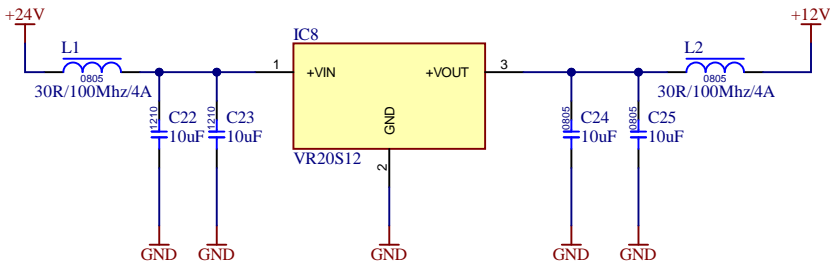 +24V
+12V
L1
0805
30R/100Mhz/4A
IC8
1
+VIN
+VOUT
3
GND
2
VR20S12
L2
0805
30R/100Mhz/4A
1210
C22
10uF
1210
C23
10uF
0805
C24
10uF
0805
C25
10uF
GND
GND
GND
GND
GND